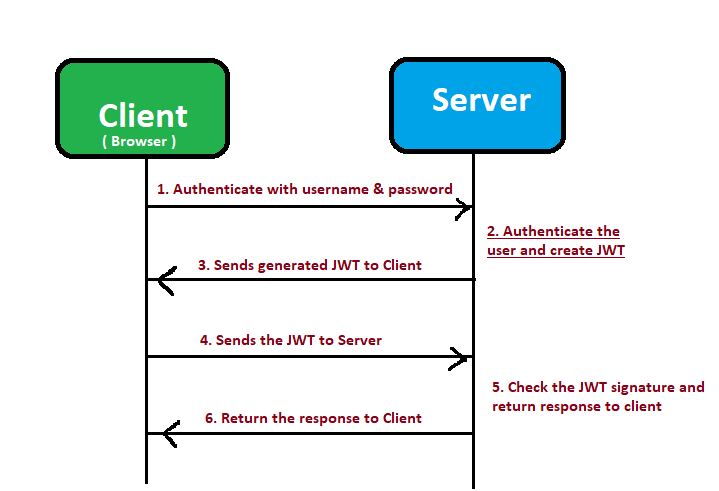 Client
( Browser )
Server
1. Authenticate with username & password
2. Authenticate the
user and create JWT
3. Sends generated JWT to Client
4. Sends the JWT to Server
5. Check the JWT signature and
return response to client
6. Return the response to Client